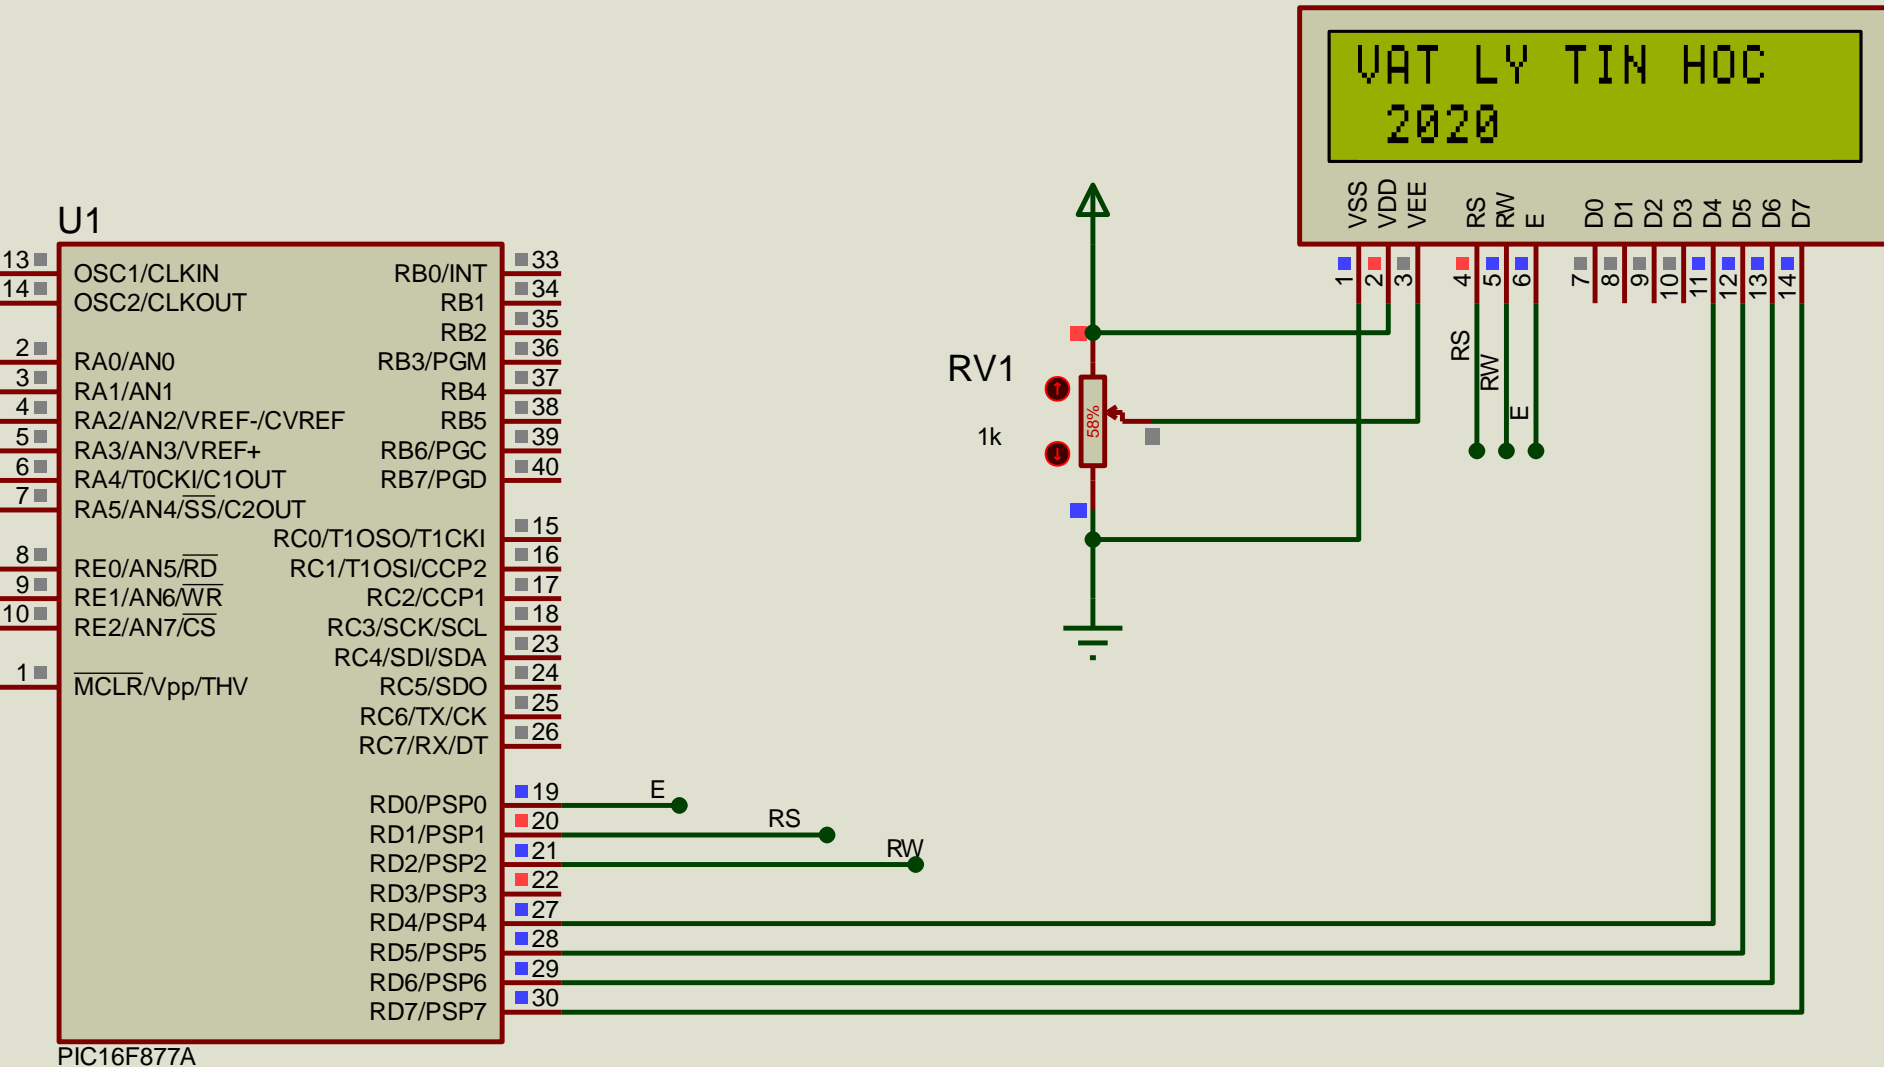 VAT LY TIN HOC
2020
VSS VDD VEE RS RW E D0 D1 D2 D3 D4 D5 D6 D7
1 2 3 4 5 6 7 8 9 10 11 12 13 14
RS RW E
U1
13 OSC1/CLKIN RB0/INT 33
14 OSC2/CLKOUT RB1 34
RB2 35
2 RA0/AN0 RB3/PGM 36
3 RA1/AN1 RB4 37
4 RA2/AN2/VREF-/CVREF RB5 38
5 RA3/AN3/VREF+ RB6/PGC 39
6 RA4/T0CKI/C1OUT RB7/PGD 40
7 RA5/AN4/SS/C2OUT
RC0/T1OSO/T1CKI 15
8 RE0/AN5/RD RC1/T1OSI/CCP2 16
9 RE1/AN6/WR RC2/CCP1 17
10 RE2/AN7/CS RC3/SCK/SCL 18
RC4/SDI/SDA 23
1 MCLR/Vpp/THV RC5/SDO 24
RC6/TX/CK 25
RC7/RX/DT 26
RD0/PSP0 19 E
RD1/PSP1 20 RS
RD2/PSP2 21 RW
RD3/PSP3 22
RD4/PSP4 27
RD5/PSP5 28
RD6/PSP6 29
RD7/PSP7 30
PIC16F877A
RV1
1k
58%